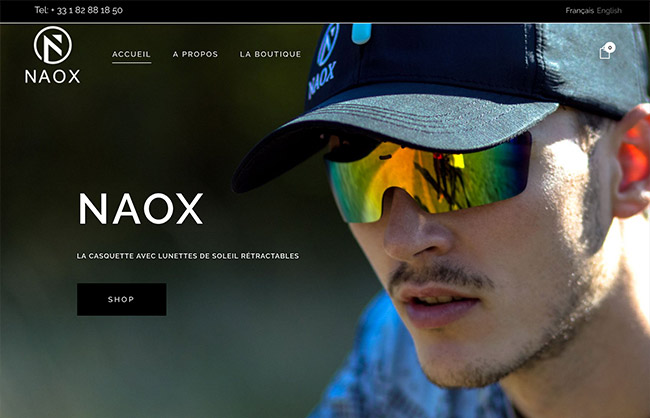 Tel: + 33 1 82 88 18 50
Français English
NAOX
ACCUEIL A PROPOS LA BOUTIQUE
0
NAOX
NAOX
LA CASQUETTE AVEC LUNETTES DE SOLEIL RÉTRACTABLES
SHOP